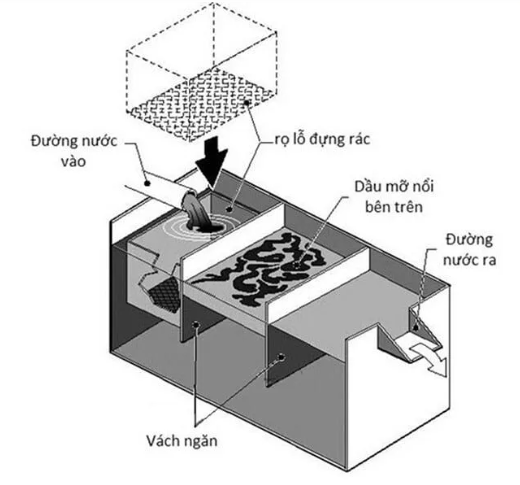 Đường nước
vào
rọ lỗ đựng rác
Dầu mỡ nổi
bên trên
Đường
nước ra
Vách ngăn